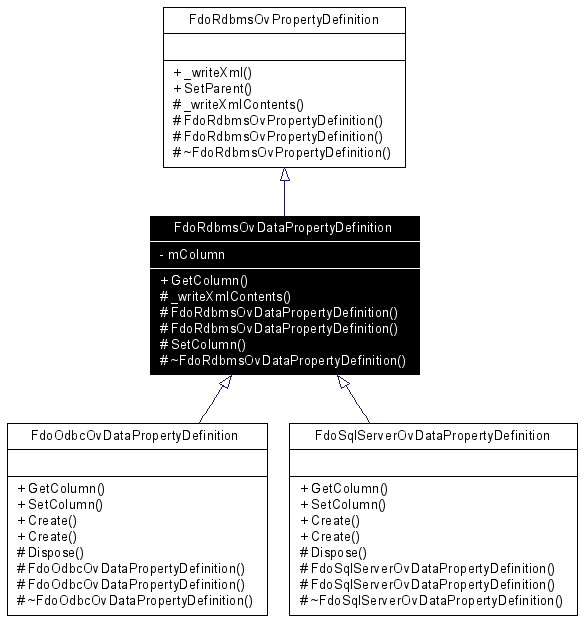 FdoRdbmsOvPropertyDefinition
+ _writeXml()
+ SetParent()
# _writeXmlContents()
# FdoRdbmsOvPropertyDefinition()
# FdoRdbmsOvPropertyDefinition()
# ~FdoRdbmsOvPropertyDefinition()
FdoRdbmsOvDataPropertyDefinition
- mColumn
+ GetColumn()
# _writeXmlContents()
# FdoRdbmsOvDataPropertyDefinition()
# FdoRdbmsOvDataPropertyDefinition()
# SetColumn()
# ~FdoRdbmsOvDataPropertyDefinition()
FdoOdbcOvDataPropertyDefinition
+ GetColumn()
+ SetColumn()
+ Create()
+ Create()
# Dispose()
# FdoOdbcOvDataPropertyDefinition()
# FdoOdbcOvDataPropertyDefinition()
# ~FdoOdbcOvDataPropertyDefinition()
FdoSqlServerOvDataPropertyDefinition
+ GetColumn()
+ SetColumn()
+ Create()
+ Create()
# Dispose()
# FdoSqlServerOvDataPropertyDefinition()
# FdoSqlServerOvDataPropertyDefinition()
# ~FdoSqlServerOvDataPropertyDefinition()